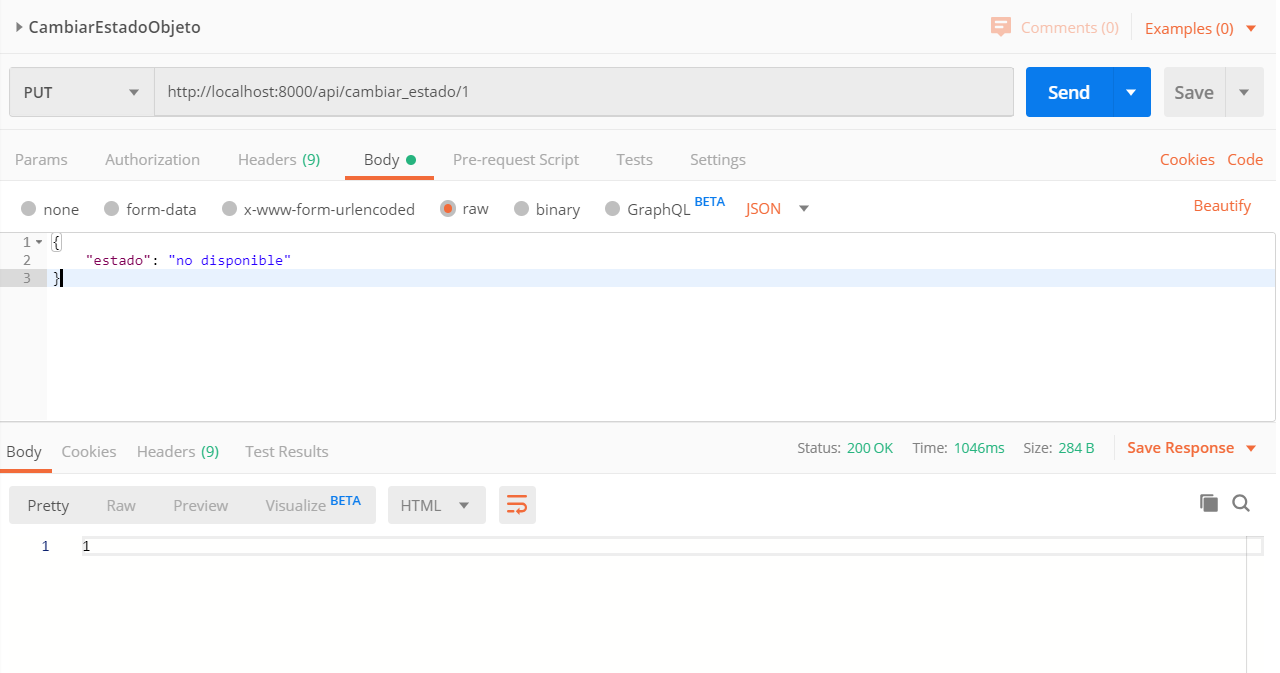 CambiarEstadoObjeto Comments (0) Examples (0)
PUT http://localhost:8000/api/cambiar_estado/1 Send Save
Params Authorization Headers (9) Body Pre-request Script Tests Settings Cookies Code
none form-data x-www-form-urlencoded raw binary GraphQL BETA JSON Beautify
1 {
2 "estado": "no disponible"
3 }
Body Cookies Headers (9) Test Results Status: 200 OK Time: 1046ms Size: 284 B Save Response
Pretty Raw Preview Visualize BETA HTML
1 1